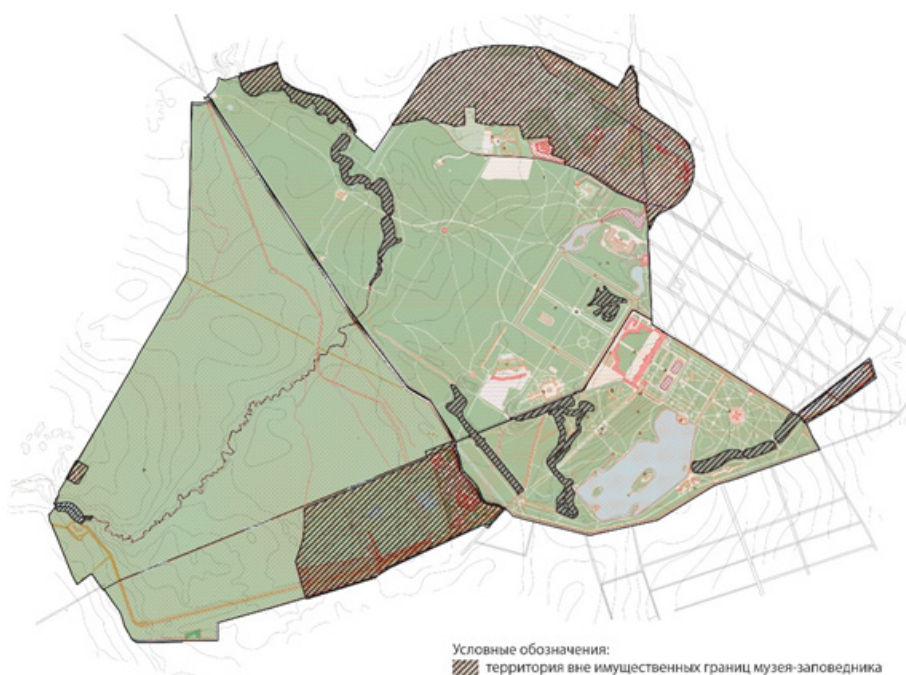 Условные обозначения:
территория вне имущественных границ музея-заповедника